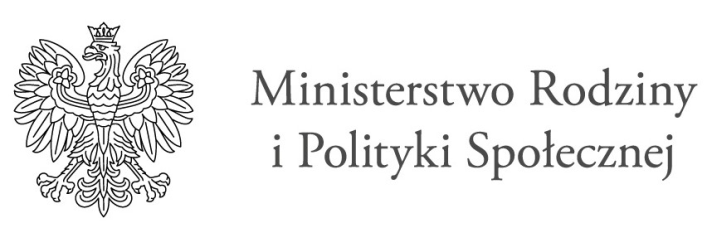 Ministerstwo Rodziny
i Polityki Społecznej